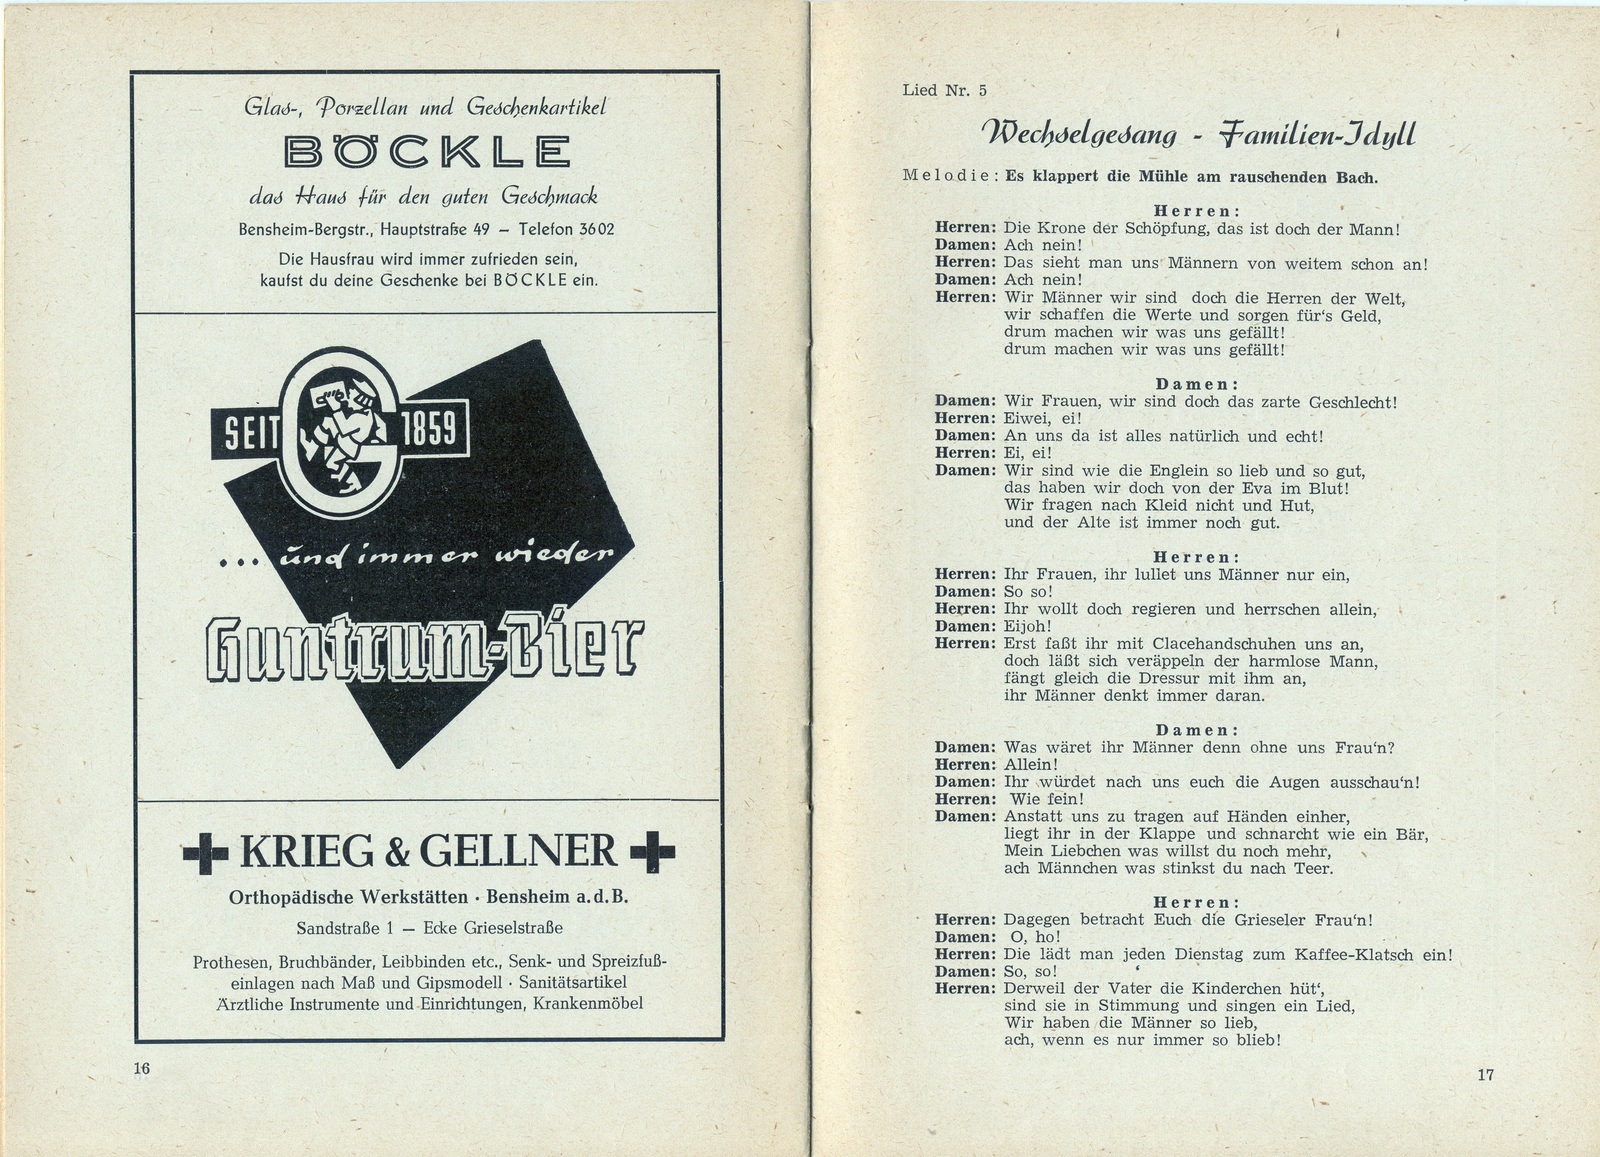 Glas-, Porzellan und Geschenkartikel
BÖCKLE
das Haus für den guten Geschmack
Bensheim-Bergstr., Hauptstraße 49 – Telefon 3602
Die Hausfrau wird immer zufrieden sein,
kaufst du deine Geschenke bei BÖCKLE ein.
SEIT 1859
... und immer wieder
Guntrum-Bier
KRIEG & GELLNER
Orthopädische Werkstätten · Bensheim a.d.B.
Sandstraße 1 — Ecke Grieselstraße
Prothesen, Bruchbänder, Leibbinden etc., Senk- und Spreizfuß-
einlagen nach Maß und Gipsmodell · Sanitätsartikel
Ärztliche Instrumente und Einrichtungen, Krankenmöbel
16
Lied Nr. 5
Wechselgesang - Familien-Idyll
Melodie: Es klappert die Mühle am rauschenden Bach.
Herren:
Herren: Die Krone der Schöpfung, das ist doch der Mann!
Damen: Ach nein!
Herren: Das sieht man uns Männern von weitem schon an!
Damen: Ach nein!
Herren: Wir Männer wir sind doch die Herren der Welt,
wir schaffen die Werte und sorgen für's Geld,
drum machen wir was uns gefällt!
drum machen wir was uns gefällt!
Damen:
Damen: Wir Frauen, wir sind doch das zarte Geschlecht!
Herren: Eiwei, ei!
Damen: An uns da ist alles natürlich und echt!
Herren: Ei, ei!
Damen: Wir sind wie die Englein so lieb und so gut,
das haben wir doch von der Eva im Blut!
Wir fragen nach Kleid nicht und Hut,
und der Alte ist immer noch gut.
Herren:
Herren: Ihr Frauen, ihr lullet uns Männer nur ein,
Damen: So so!
Herren: Ihr wollt doch regieren und herrschen allein,
Damen: Eijoh!
Herren: Erst faßt ihr mit Clacehandschuhen uns an,
doch läßt sich veräppeln der harmlose Mann,
fängt gleich die Dressur mit ihm an,
ihr Männer denkt immer daran.
Damen:
Damen: Was wäret ihr Männer denn ohne uns Frau'n?
Herren: Allein!
Damen: Ihr würdet nach uns euch die Augen ausschau'n!
Herren: Wie fein!
Damen: Anstatt uns zu tragen auf Händen einher,
liegt ihr in der Klappe und schnarcht wie ein Bär,
Mein Liebchen was willst du noch mehr,
ach Männchen was stinkst du nach Teer.
Herren:
Herren: Dagegen betracht Euch die Grieseler Frau'n!
Damen: O, ho!
Herren: Die lädt man jeden Dienstag zum Kaffee-Klatsch ein!
Damen: So, so!
Herren: Derweil der Vater die Kinderchen hüt',
sind sie in Stimmung und singen ein Lied,
Wir haben die Männer so lieb,
ach, wenn es nur immer so blieb!
17